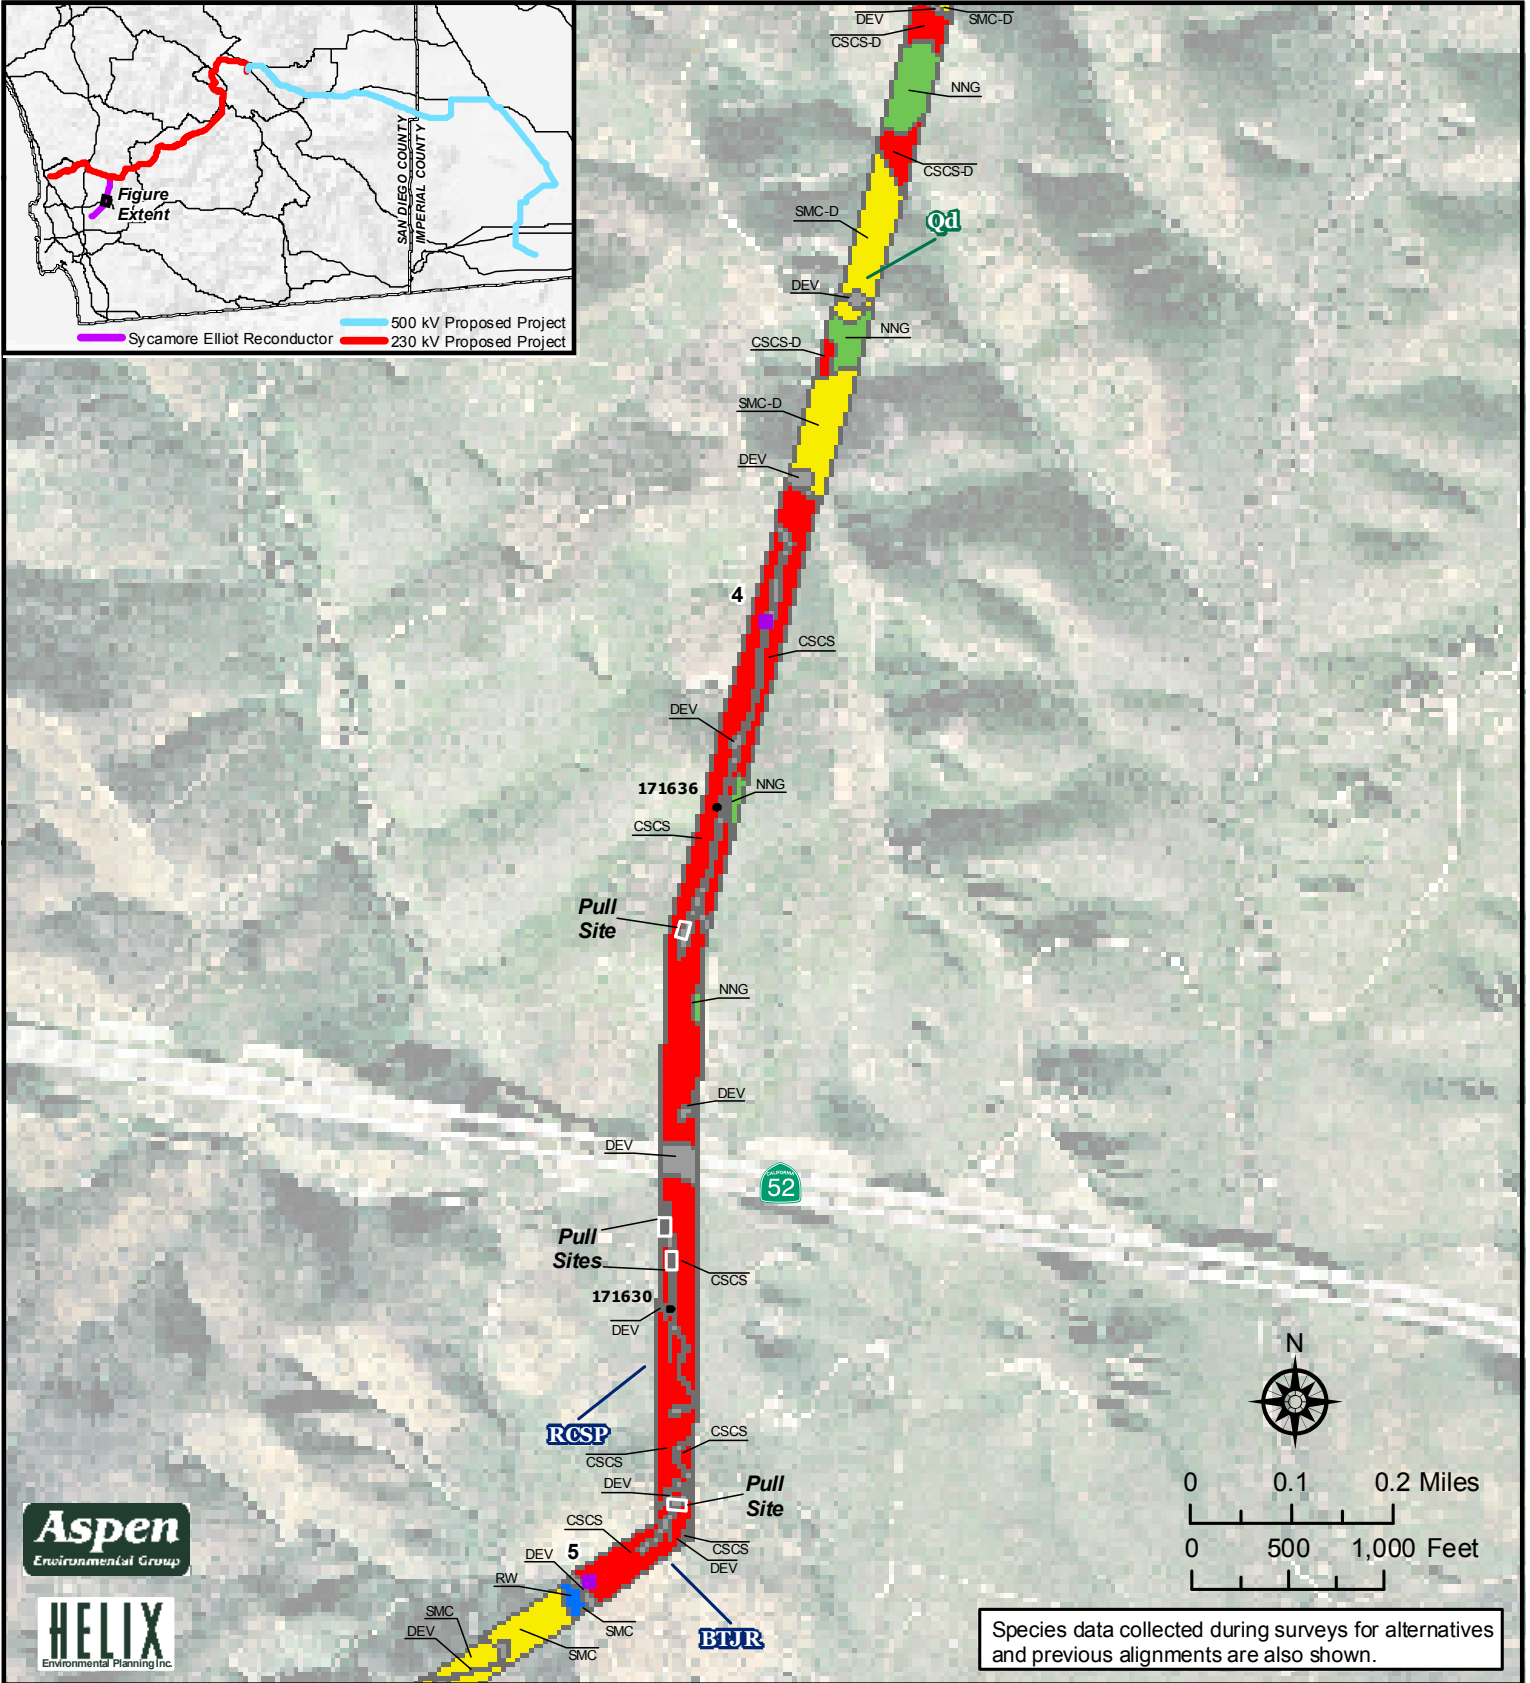 SAN DIEGO COUNTY
IMPERIAL COUNTY
Figure
Extent
500 kV Proposed Project
Sycamore Elliot Reconductor
230 kV Proposed Project
DEV
SMC-D
CSCS-D
NNG
CSCS-D
SMC-D
Qd
DEV
NNG
CSCS-D
SMC-D
DEV
4
CSCS
DEV
171636
NNG
CSCS
Pull
Site
NNG
DEV
DEV
CALIFORNIA
52
Pull
Sites
CSCS
171630
DEV
RCSP
CSCS
CSCS
DEV
Pull
Site
CSCS
CSCS
DEV
5
DEV
RW
SMC
SMC
SMC
DEV
BTJR
N
0 0.1 0.2 Miles
0 500 1,000 Feet
Aspen
Environmental Group
HELIX
Environmental Planning Inc.
Species data collected during surveys for alternatives
and previous alignments are also shown.